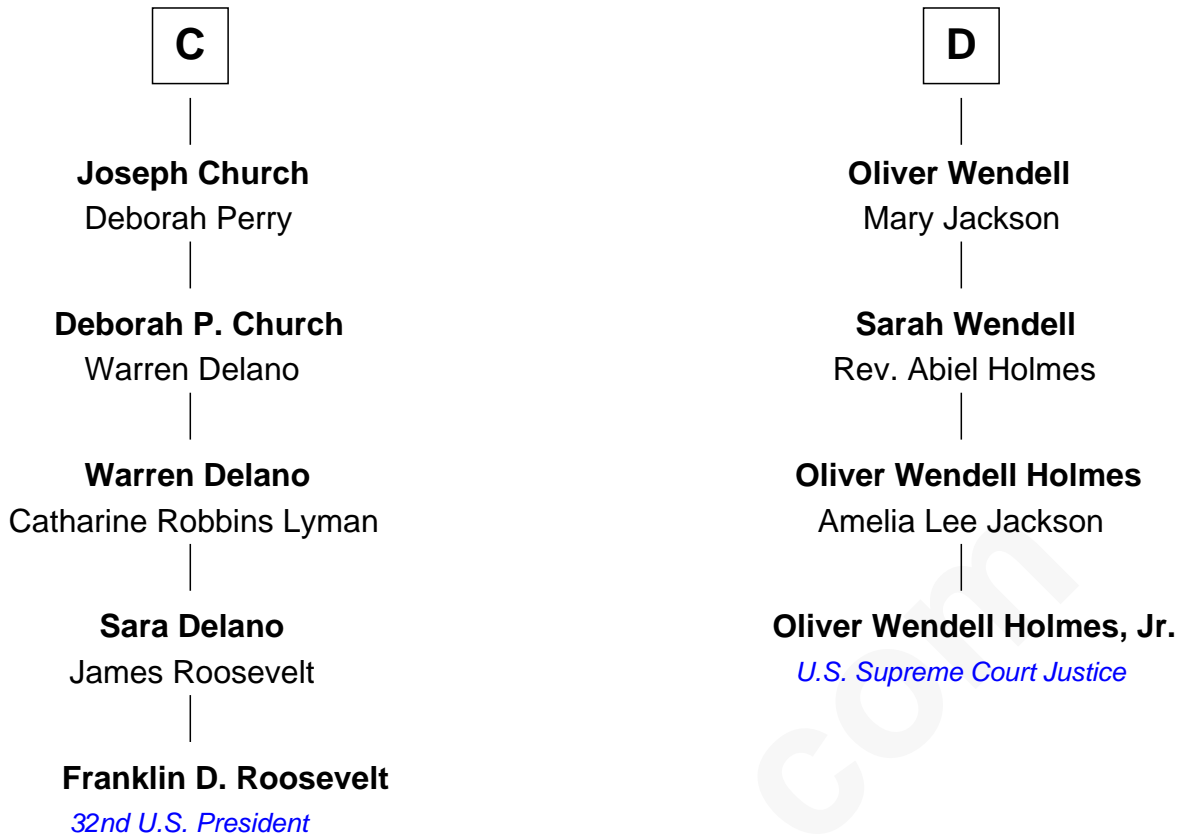 C
Joseph Church
Deborah Perry
Deborah P. Church
Warren Delano
Warren Delano
Catharine Robbins Lyman
Sara Delano
James Roosevelt
Franklin D. Roosevelt
32nd U.S. President
D
Oliver Wendell
Mary Jackson
Sarah Wendell
Rev. Abiel Holmes
Oliver Wendell Holmes
Amelia Lee Jackson
Oliver Wendell Holmes, Jr.
U.S. Supreme Court Justice
com